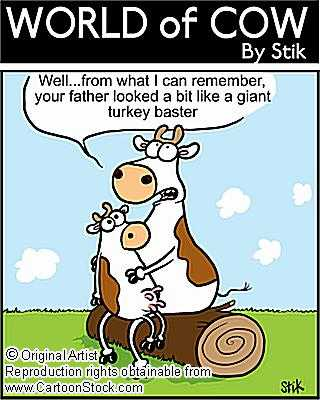 WORLD of COW
By Stik
Well...from what I can remember,
your father looked a bit like a giant
turkey baster
© Original Artist
Reproduction rights obtainable from
www.CartoonStock.com
STiK